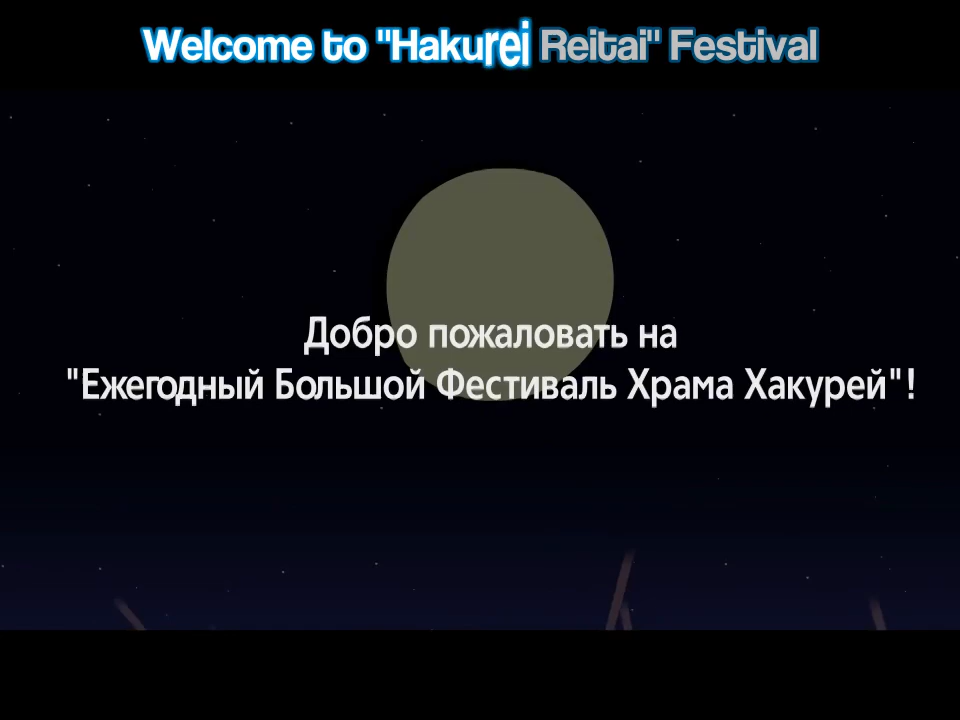 Welcome to "Hakurei Reitai" Festival
Добро пожаловать на
"Ежегодный Большой Фестиваль Храма Хакурей"!